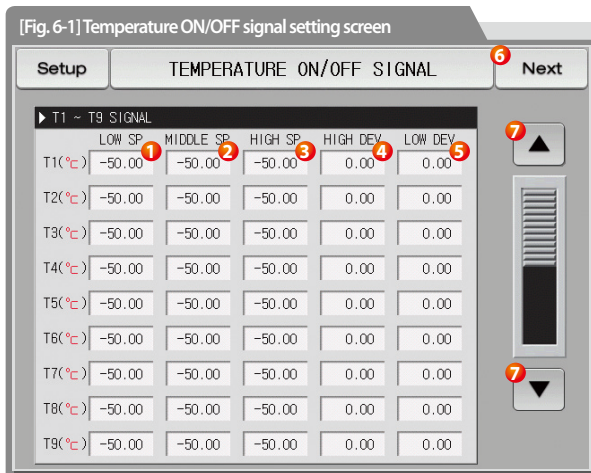 [Fig. 6-1] Temperature ON/OFF signal setting screen
Setup TEMPERATURE ON/OFF SIGNAL 6 Next
▶ T1 ~ T9 SIGNAL
LOW SP MIDDLE SP HIGH SP HIGH DEV LOW DEV
1 2 3 4 5 7
▲
T1(℃) -50.00 -50.00 -50.00 0.00 0.00
T2(℃) -50.00 -50.00 -50.00 0.00 0.00
T3(℃) -50.00 -50.00 -50.00 0.00 0.00
T4(℃) -50.00 -50.00 -50.00 0.00 0.00
T5(℃) -50.00 -50.00 -50.00 0.00 0.00
T6(℃) -50.00 -50.00 -50.00 0.00 0.00
T7(℃) -50.00 -50.00 -50.00 0.00 0.00
7
▼
T8(℃) -50.00 -50.00 -50.00 0.00 0.00
T9(℃) -50.00 -50.00 -50.00 0.00 0.00